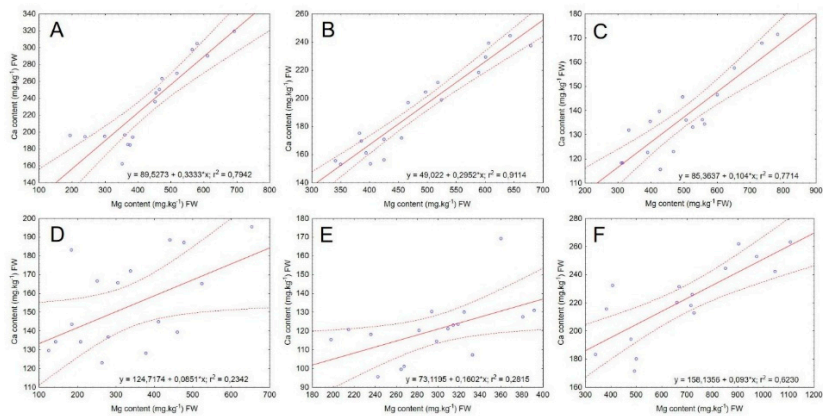 A
Ca content (mg.kg⁻¹) FW
340
320
300
280
260
240
220
200
180
160
140
y = 89,5273 + 0,3333*x; r² = 0,7942
100 200 300 400 500 600 700 800
Mg content (mg.kg⁻¹) FW
B
Ca content (mg.kg⁻¹) FW
260
240
220
200
180
160
140
y = 49,022 + 0,2952*x; r² = 0,9114
300 350 400 450 500 550 600 650 700
Mg content (mg.kg⁻¹) FW
C
Ca content (mg.kg⁻¹) FW
180
170
160
150
140
130
120
110
y = 85,3637 + 0,104*x; r² = 0,7714
200 300 400 500 600 700 800 900
Mg content (mg.kg⁻¹ FW)
D
Ca content (mg.kg⁻¹) FW
200
190
180
170
160
150
140
130
120
y = 124,7174 + 0,0851*x; r² = 0,2342
100 200 300 400 500 600 700
Mg content (mg.kg⁻¹) FW
E
Ca content (mg.kg⁻¹) FW
180
170
160
150
140
130
120
110
100
90
y = 73,1195 + 0,1602*x; r² = 0,2815
180 200 220 240 260 280 300 320 340 360 380 400
Mg content (mg.kg⁻¹) FW
F
Ca content (mg.kg⁻¹) FW
280
260
240
220
200
180
160
y = 158,1356 + 0,093*x; r² = 0,6230
300 400 500 600 700 800 900 1000 1100 1200
Mg content (mg.kg⁻¹) FW